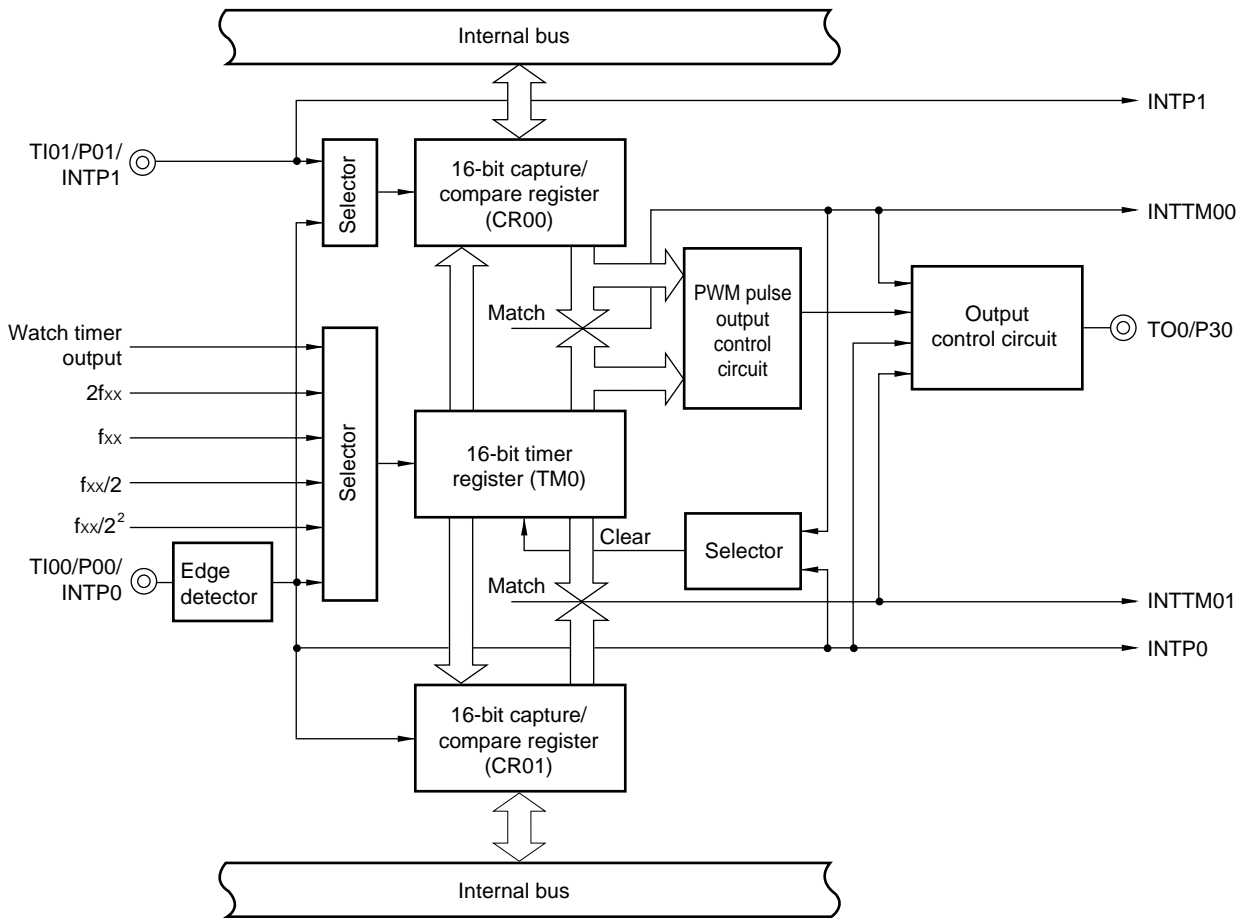 Internal bus
INTP1
TI01/P01/
INTP1
Selector
16-bit capture/
compare register
(CR00)
INTTM00
PWM pulse
output
control
circuit
Output
control circuit
TO0/P30
Match
Watch timer
output
2fxx
fxx
fxx/2
fxx/2²
Selector
16-bit timer
register (TM0)
Clear
Selector
TI00/P00/
INTP0
Edge
detector
Match
INTTM01
INTP0
16-bit capture/
compare register
(CR01)
Internal bus